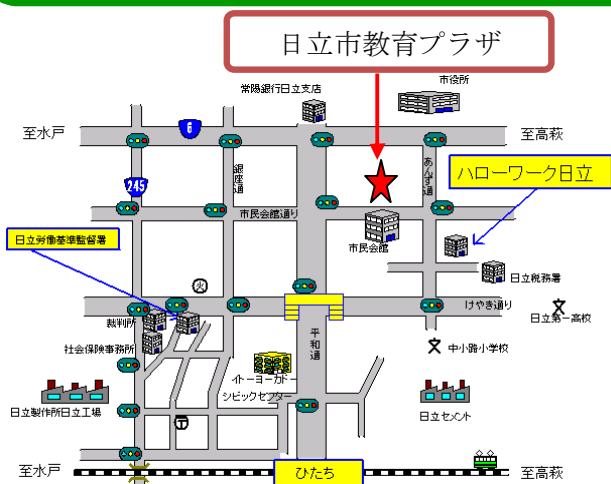 日立市教育プラザ
常陽銀行日立支店
市役所
至水戸
6
至高萩
245
銀座通
あんず通
ハローワーク日立
市民会館通り
市民会館
日立労働基準監督署
日立税務署
火
けやき通り
日立第一高校
裁判所
平和通
社会保険事務所
中小路小学校
イトーヨーカドー
シビックセンター
日立製作所日立工場
日立セメント
至水戸
ひたち
至高萩